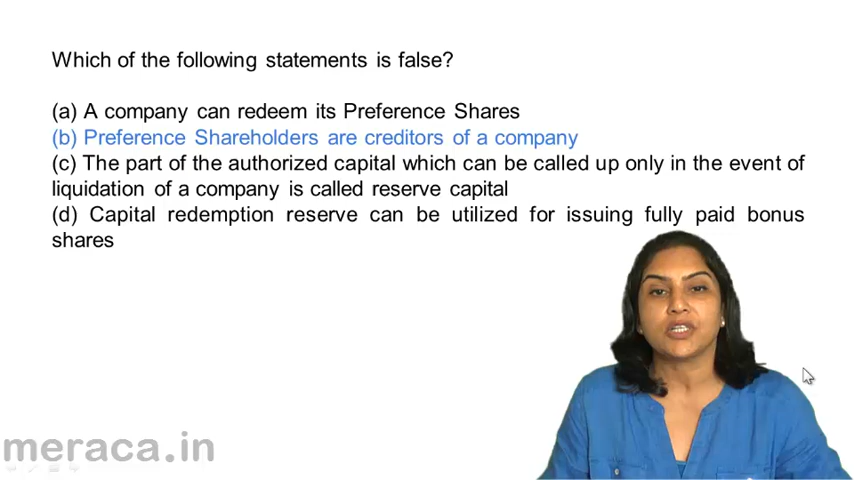 Which of the following statements is false?
(a) A company can redeem its Preference Shares
(b) Preference Shareholders are creditors of a company
(c) The part of the authorized capital which can be called up only in the event of
liquidation of a company is called reserve capital
(d) Capital redemption reserve can be utilized for issuing fully paid bonus
shares
meraca.in